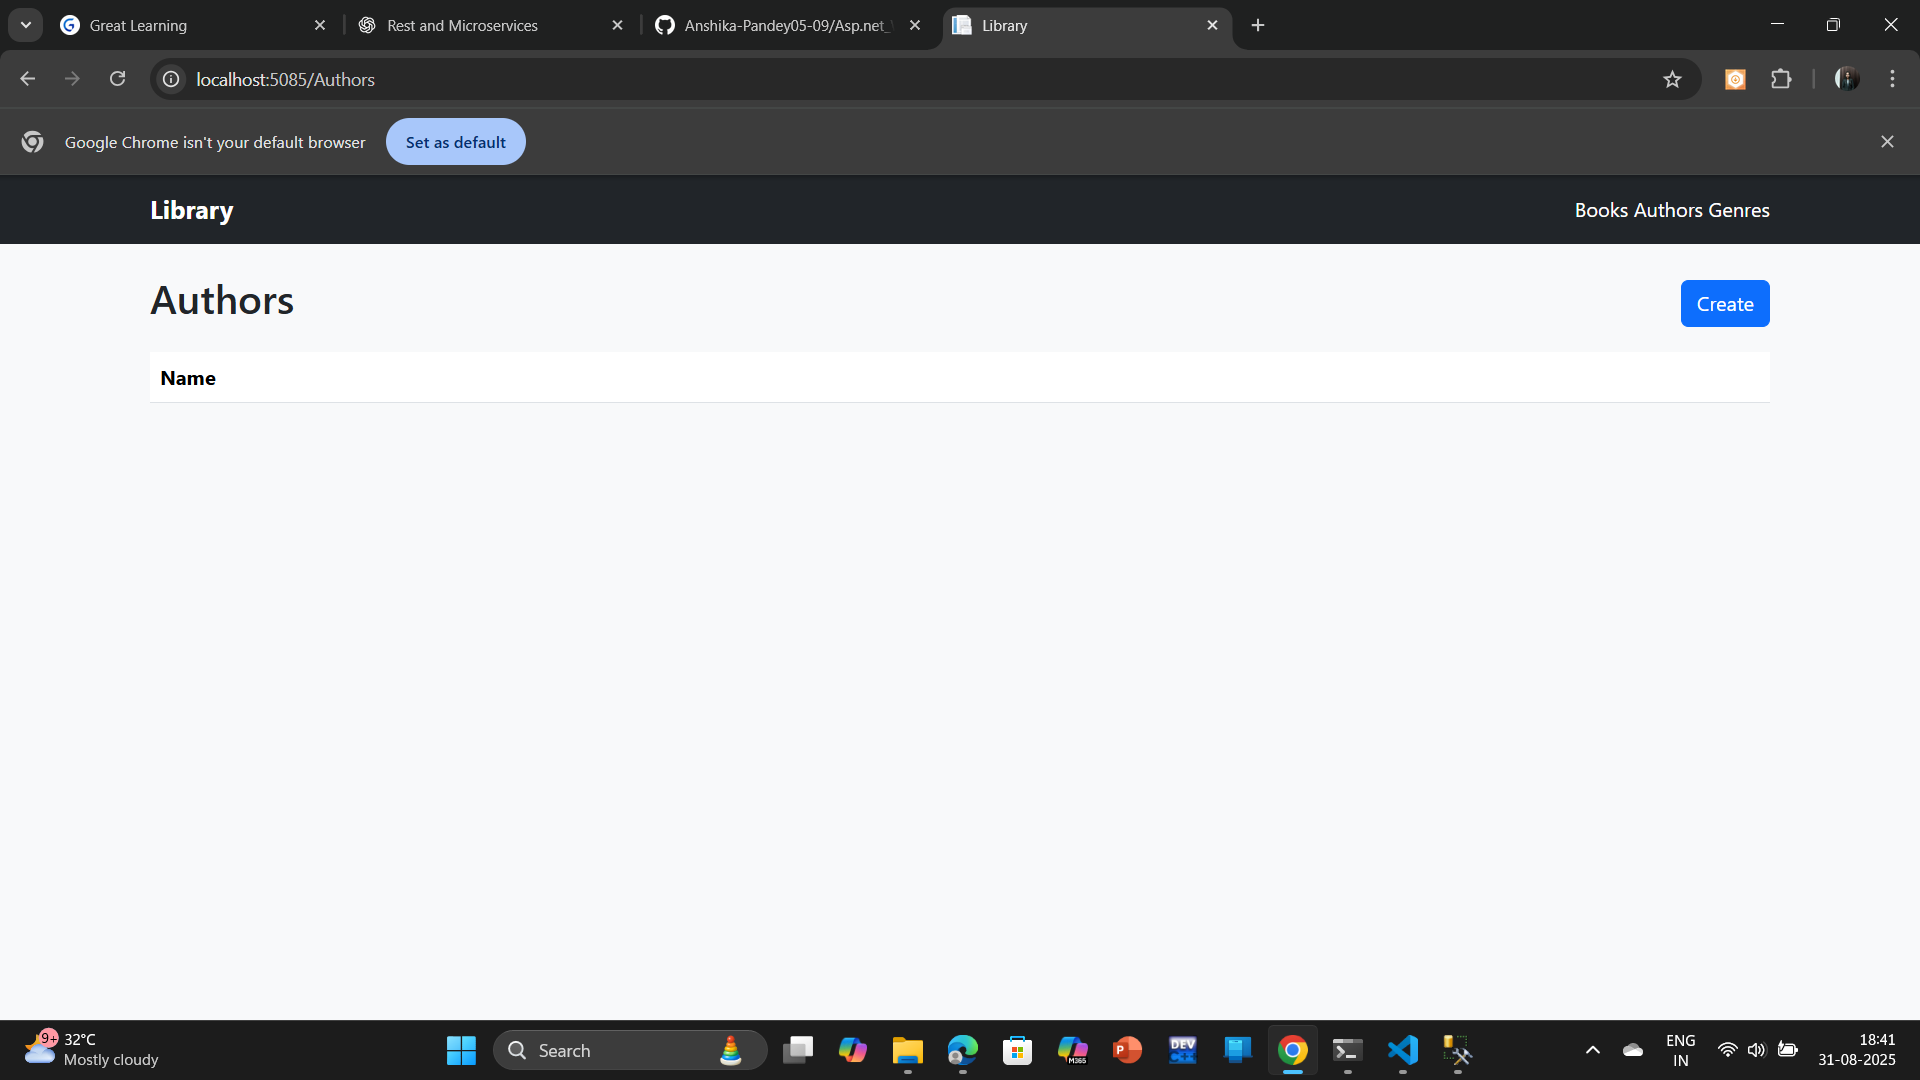 Great Learning
Rest and Microservices
Anshika-Pandey05-09/Asp.net_
Library
localhost:5085/Authors
Google Chrome isn't your default browser
Set as default
Library
Books Authors Genres
Authors
Create
Name
9+
32°C
Mostly cloudy
Search
M365
P
DEV
C++
ENG
IN
18:41
31-08-2025